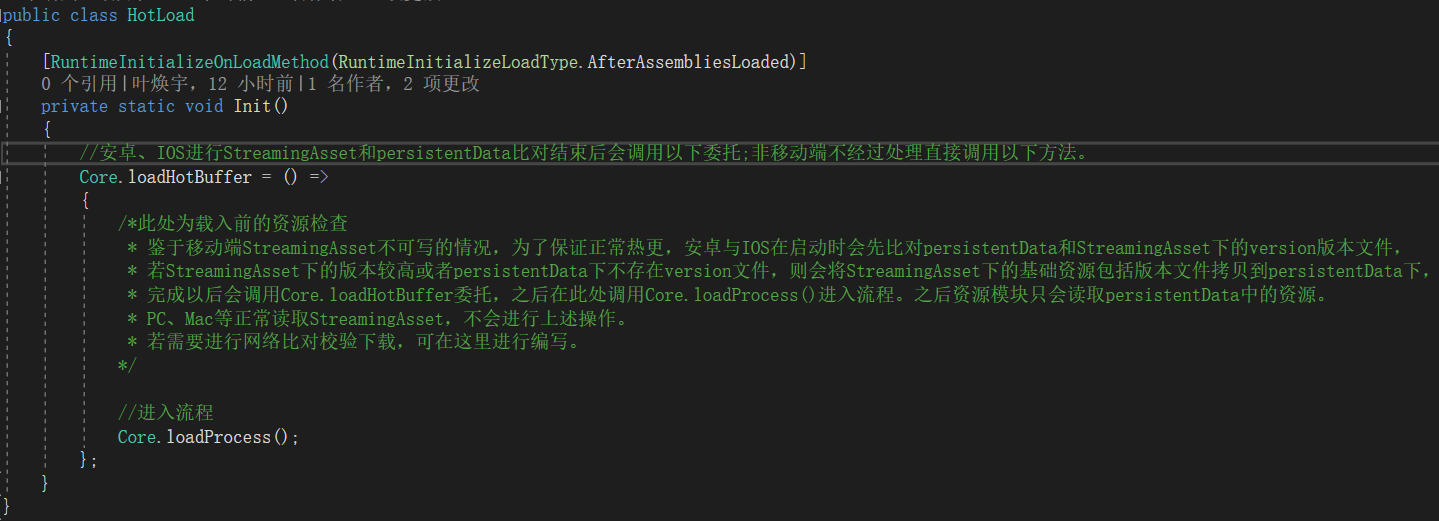 public class HotLoad
{
[RuntimeInitializeOnLoadMethod(RuntimeInitializeLoadType.AfterAssembliesLoaded)]
0 个引用|叶焕宇，12 小时前|1 名作者，2 项更改
private static void Init()
{
//安卓、IOS进行StreamingAsset和persistentData比对结束后会调用以下委托;非移动端不经过处理直接调用以下方法。
Core.loadHotBuffer = () =>
{
/*此处为载入前的资源检查
* 鉴于移动端StreamingAsset不可写的情况，为了保证正常热更，安卓与IOS在启动时会先比对persistentData和StreamingAsset下的version版本文件，
* 若StreamingAsset下的版本较高或者persistentData下不存在version文件，则会将StreamingAsset下的基础资源包括版本文件拷贝到persistentData下，
* 完成以后会调用Core.loadHotBuffer委托，之后在此处调用Core.loadProcess()进入流程。之后资源模块只会读取persistentData中的资源。
* PC、Mac等正常读取StreamingAsset，不会进行上述操作。
* 若需要进行网络比对校验下载，可在这里进行编写。
*/
//进入流程
Core.loadProcess();
};
}
}